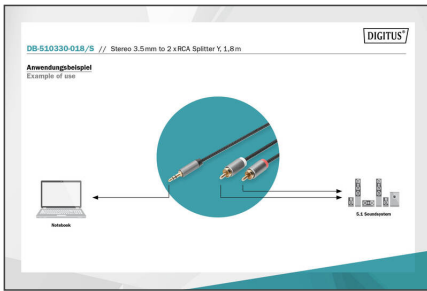 DIGITUS®
DB-510330-018/S // Stereo 3.5 mm to 2 x RCA Splitter Y, 1,8 m
Anwendungsbeispiel
Example of use
Notebook
5.1 Soundsystem